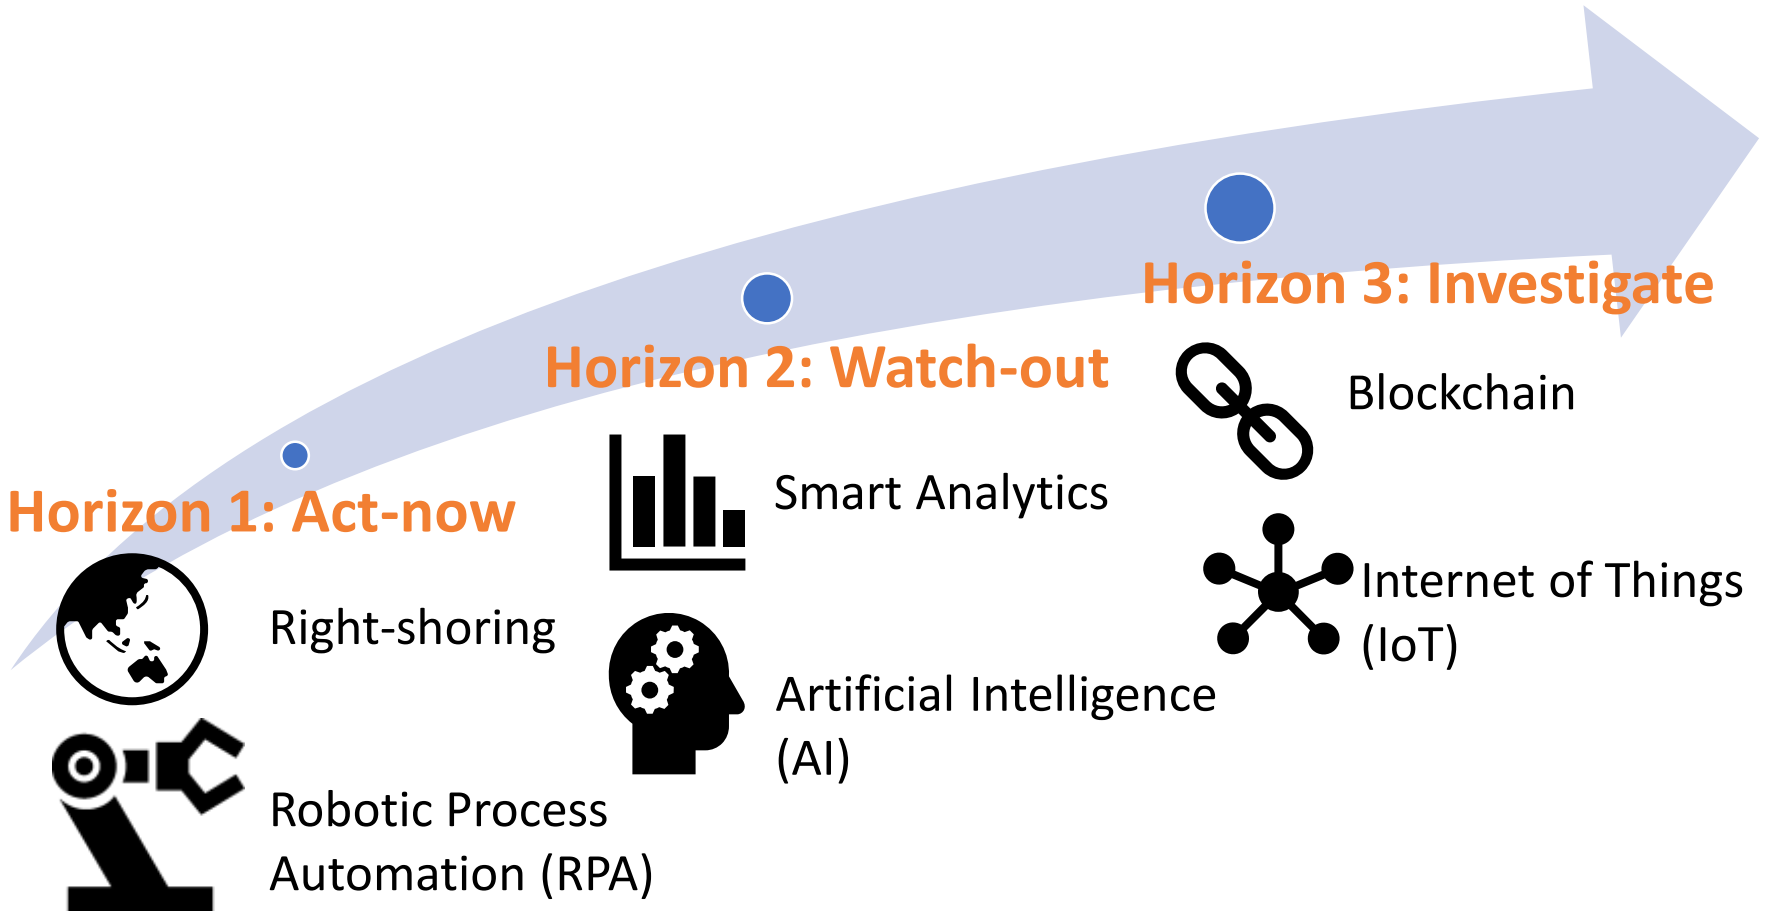 Horizon 1: Act-now
Right-shoring
Robotic Process
Automation (RPA)
Horizon 2: Watch-out
Smart Analytics
Artificial Intelligence
(AI)
Horizon 3: Investigate
Blockchain
Internet of Things
(IoT)